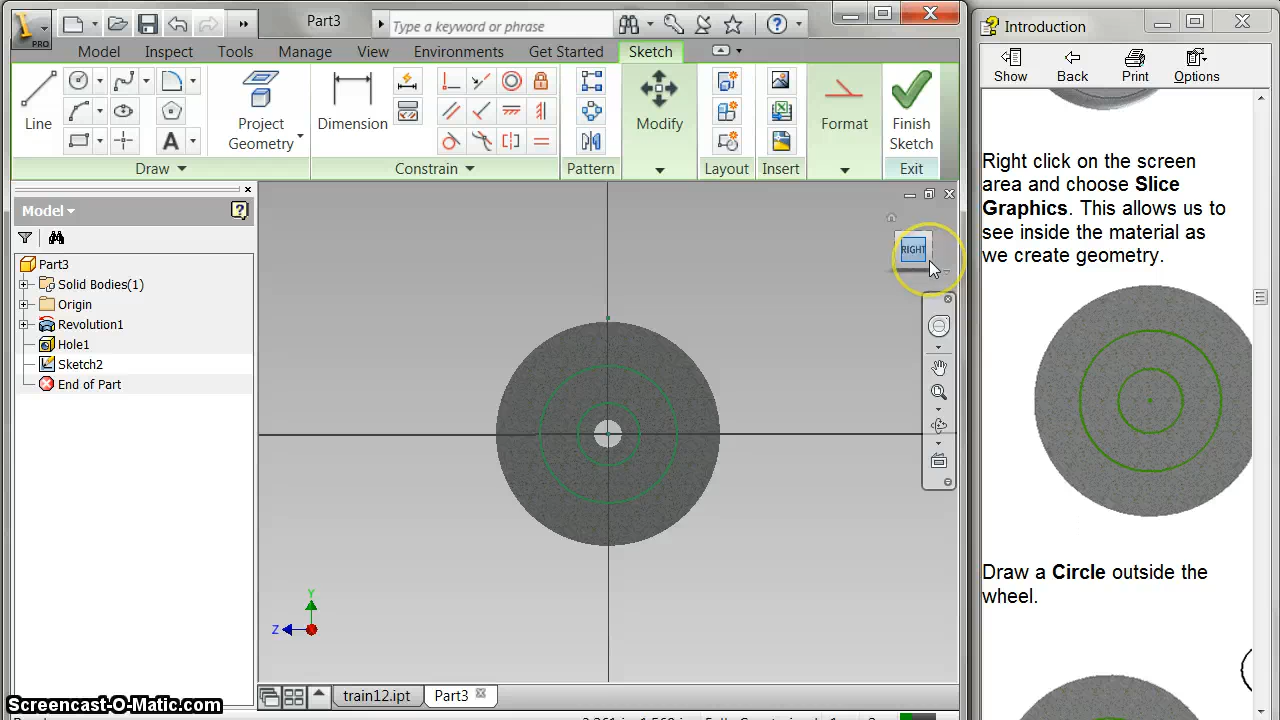 Part3
Type a keyword or phrase
Introduction
PRO
Model Inspect Tools Manage View Environments Get Started Sketch
Show Back Print Options
Line
Project
Geometry
Dimension
Modify
Format
Finish
Sketch
Draw
Constrain
Pattern
Layout
Insert
Exit
Model
Part3
Solid Bodies(1)
Origin
Revolution1
Hole1
Sketch2
End of Part
RIGHT
Y
Z
train12.ipt
Part3
Right click on the screen
area and choose Slice
Graphics. This allows us to
see inside the material as
we create geometry.
Draw a Circle outside the
wheel.
Screencast-O-Matic.com